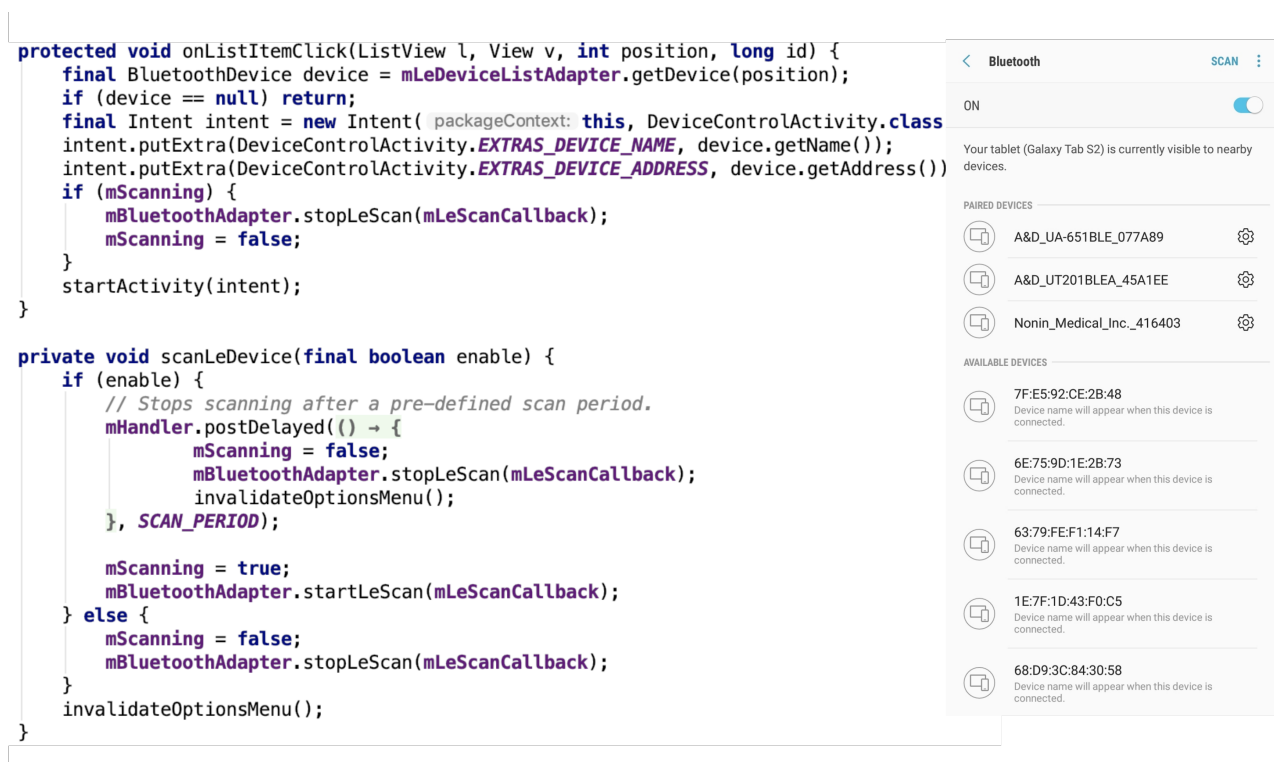 protected void onListItemClick(ListView l, View v, int position, long id) {
final BluetoothDevice device = mLeDeviceListAdapter.getDevice(position);
if (device == null) return;
final Intent intent = new Intent( packageContext: this, DeviceControlActivity.class
intent.putExtra(DeviceControlActivity.EXTRAS_DEVICE_NAME, device.getName());
intent.putExtra(DeviceControlActivity.EXTRAS_DEVICE_ADDRESS, device.getAddress())
if (mScanning) {
mBluetoothAdapter.stopLeScan(mLeScanCallback);
mScanning = false;
}
startActivity(intent);
}
private void scanLeDevice(final boolean enable) {
if (enable) {
// Stops scanning after a pre-defined scan period.
mHandler.postDelayed(() → {
mScanning = false;
mBluetoothAdapter.stopLeScan(mLeScanCallback);
invalidateOptionsMenu();
}, SCAN_PERIOD);
mScanning = true;
mBluetoothAdapter.startLeScan(mLeScanCallback);
} else {
mScanning = false;
mBluetoothAdapter.stopLeScan(mLeScanCallback);
}
invalidateOptionsMenu();
}
Bluetooth SCAN
ON
Your tablet (Galaxy Tab S2) is currently visible to nearby
devices.
PAIRED DEVICES
A&D_UA-651BLE_077A89
A&D_UT201BLEA_45A1EE
Nonin_Medical_Inc._416403
AVAILABLE DEVICES
7F:E5:92:CE:2B:48
Device name will appear when this device is
connected.
6E:75:9D:1E:2B:73
Device name will appear when this device is
connected.
63:79:FE:F1:14:F7
Device name will appear when this device is
connected.
1E:7F:1D:43:F0:C5
Device name will appear when this device is
connected.
68:D9:3C:84:30:58
Device name will appear when this device is
connected.